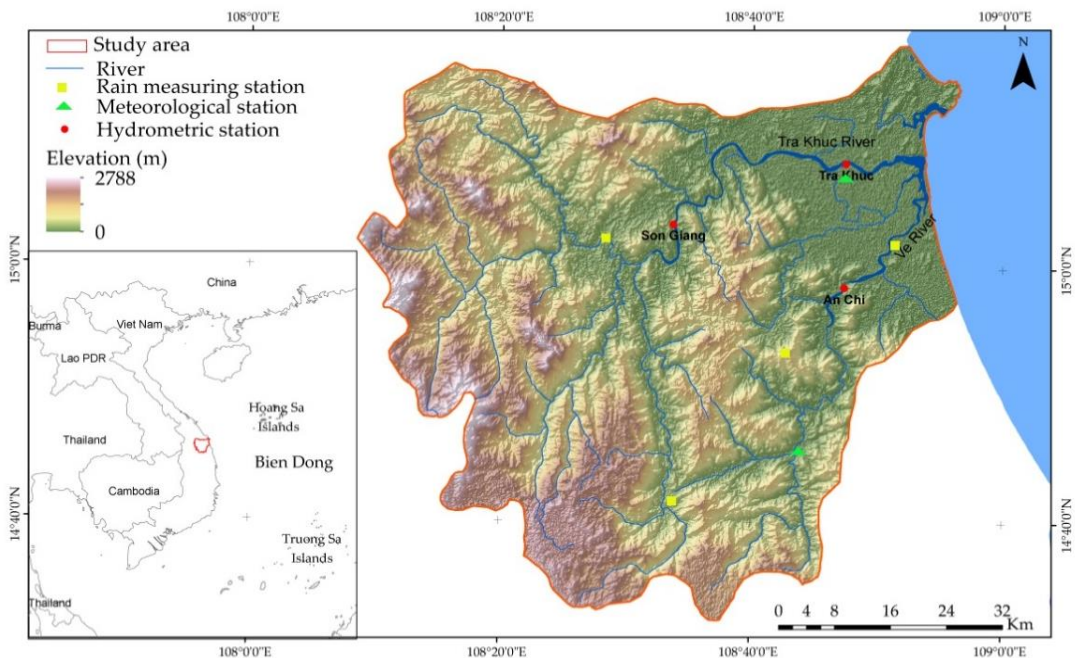 108°0'0"E
108°20'0"E
108°40'0"E
109°0'0"E
Study area
River
Rain measuring station
Meteorological station
Hydrometric station
Elevation (m)
2788
0
N
Tra Khuc River
Tra Khuc
Son Giang
Ve River
An Chi
15°0'0"N
15°0'0"N
China
Burma
Viet Nam
Lao PDR
Hoang Sa
Islands
Thailand
Bien Dong
Cambodia
Truong Sa
Islands
Thailand
14°40'0"N
14°40'0"N
0 4 8 16 24 32
Km
108°0'0"E
108°20'0"E
108°40'0"E
109°0'0"E